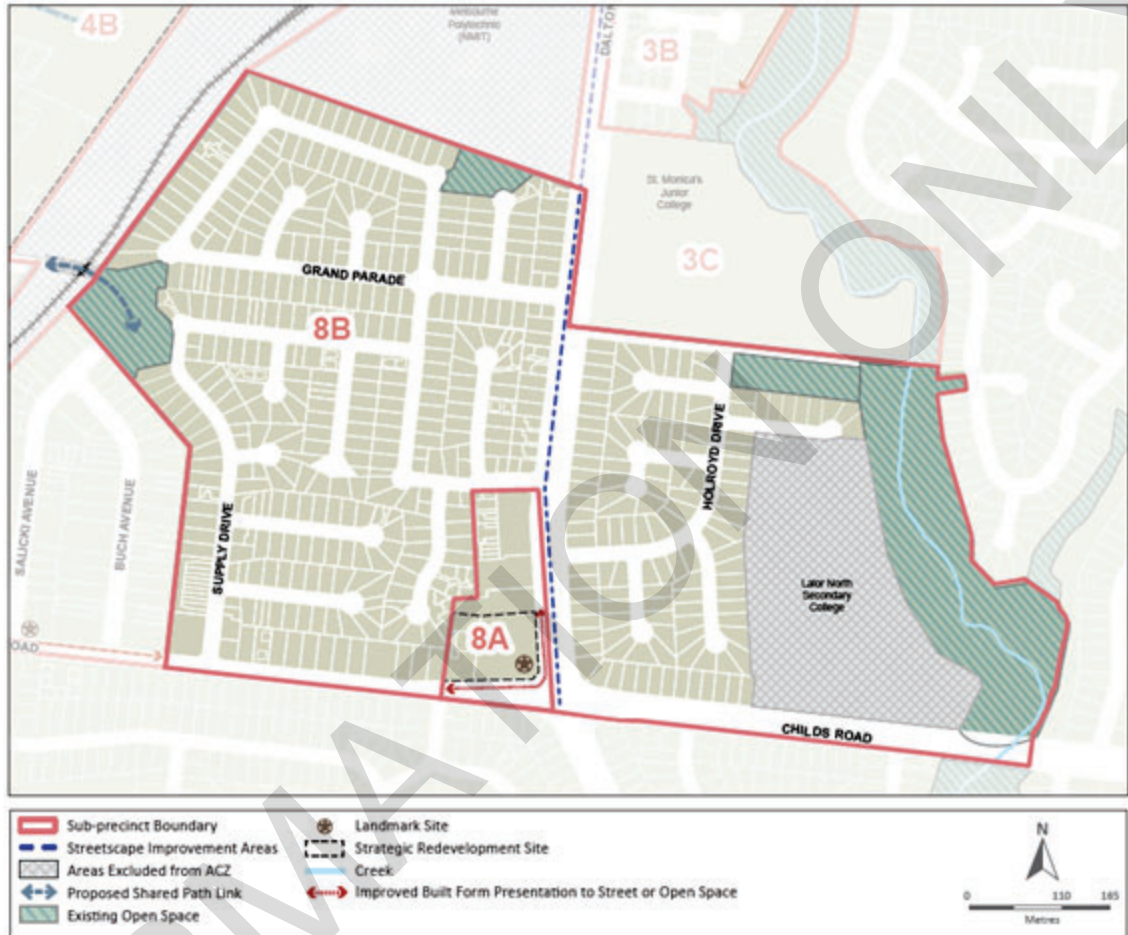 4B
Melbourne
Polytechnic
(NMIT)
3B
St. Monica's
Junior
College
3C
GRAND PARADE
8B
HOLROYD DRIVE
SALICKI AVENUE
BUCH AVENUE
SUPPLY DRIVE
Lalor North
Secondary
College
8A
OAD
CHILDS ROAD
Sub-precinct Boundary
Streetscape Improvement Areas
Areas Excluded from ACZ
Proposed Shared Path Link
Existing Open Space
Landmark Site
Strategic Redevelopment Site
Creek
Improved Built Form Presentation to Street or Open Space
N
0 110 165
Metres
RMATION ONL